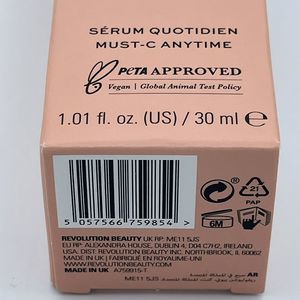 SÉRUM QUOTIDIEN
MUST-C ANYTIME
PETA APPROVED
Vegan | Global Animal Test Policy
1.01 fl. oz. (US) / 30 ml ℮
5 057566 759854 >
6M
21
PAP
REVOLUTION BEAUTY UK RP: ME11 5JS
EU RP: ALEXANDRA HOUSE, DUBLIN 4, D04 C7H2, IRELAND
USA: DIST: REVOLUTION BEAUTY INC. NORTHBROOK, IL 60062
MADE IN UK | FABRIQUÉ EN ROYAUME-UNI
WWW.REVOLUTIONBEAUTY.COM
MADE IN UK A759915-T
AR
ME11 5JS